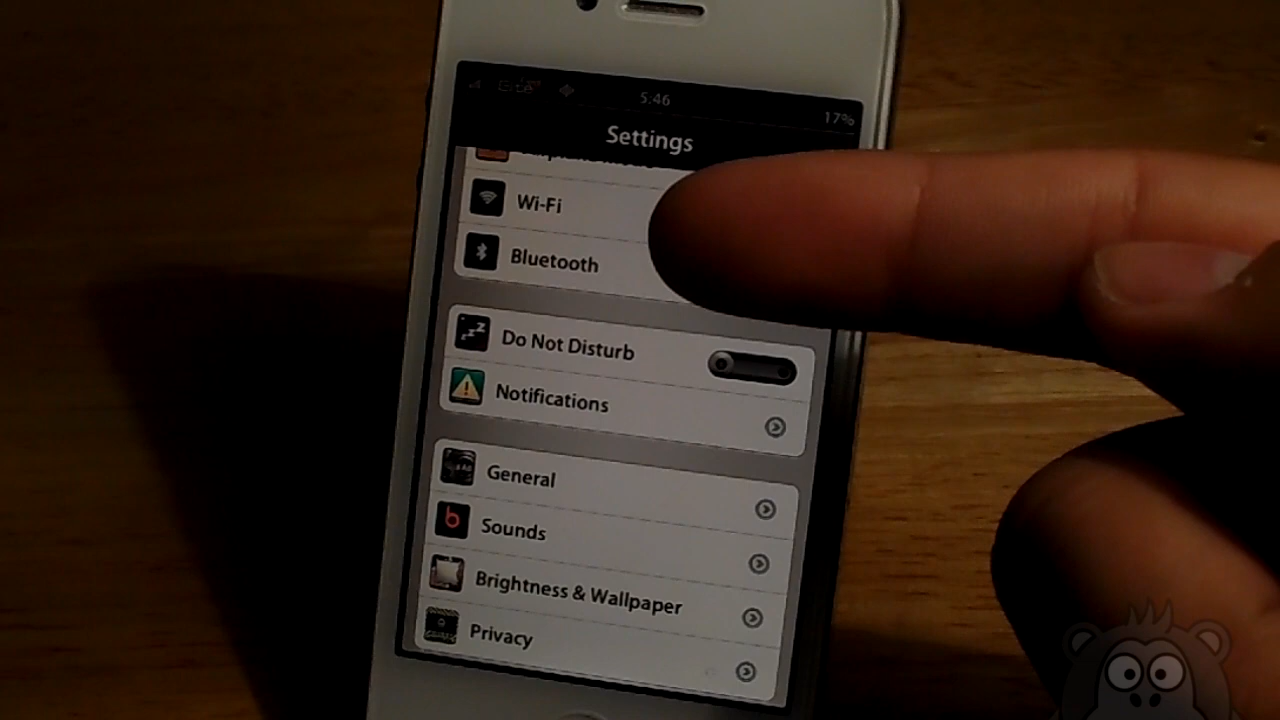 5:46
17%
Settings
Wi-Fi
Bluetooth
Do Not Disturb
Notifications
General
Sounds
Brightness & Wallpaper
Privacy